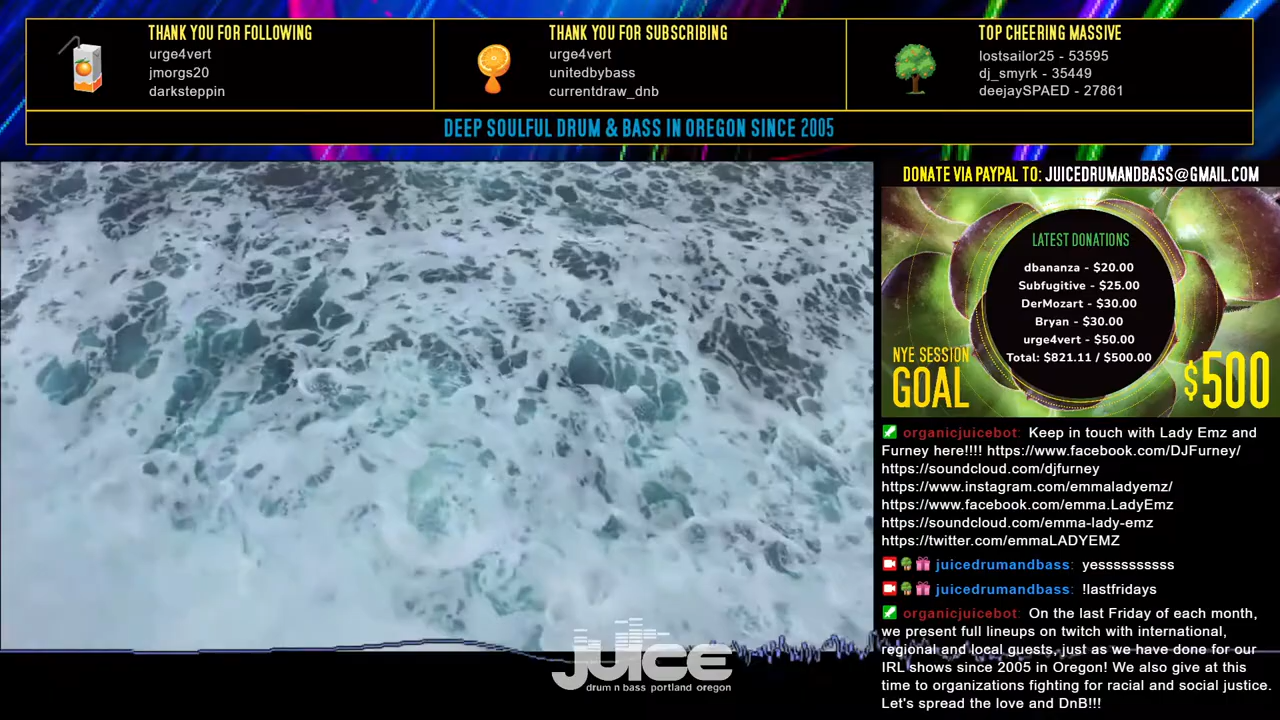 THANK YOU FOR FOLLOWING
urge4vert
jmorgs20
darksteppin
THANK YOU FOR SUBSCRIBING
urge4vert
unitedbybass
currentdraw_dnb
TOP CHEERING MASSIVE
lostsailor25 - 53595
dj_smyrk - 35449
deejaySPAED - 27861
DEEP SOULFUL DRUM & BASS IN OREGON SINCE 2005
DONATE VIA PAYPAL TO: JUICEDRUMANDBASS@GMAIL.COM
LATEST DONATIONS
dbananza - $20.00
Subfugitive - $25.00
DerMozart - $30.00
Bryan - $30.00
urge4vert - $50.00
Total: $821.11 / $500.00
NYE SESSION
GOAL
$500
organicjuicebot: Keep in touch with Lady Emz and
Furney here!!!! https://www.facebook.com/DJFurney/
https://soundcloud.com/djfurney
https://www.instagram.com/emmaladyemz/
https://www.facebook.com/emma.LadyEmz
https://soundcloud.com/emma-lady-emz
https://twitter.com/emmaLADYEMZ
juicedrumandbass: yesssssssssss
juicedrumandbass: !lastfridays
organicjuicebot: On the last Friday of each month,
we present full lineups on twitch with international,
regional and local guests, just as we have done for our
IRL shows since 2005 in Oregon! We also give at this
time to organizations fighting for racial and social justice.
Let's spread the love and DnB!!!
juice
drum n bass portland oregon